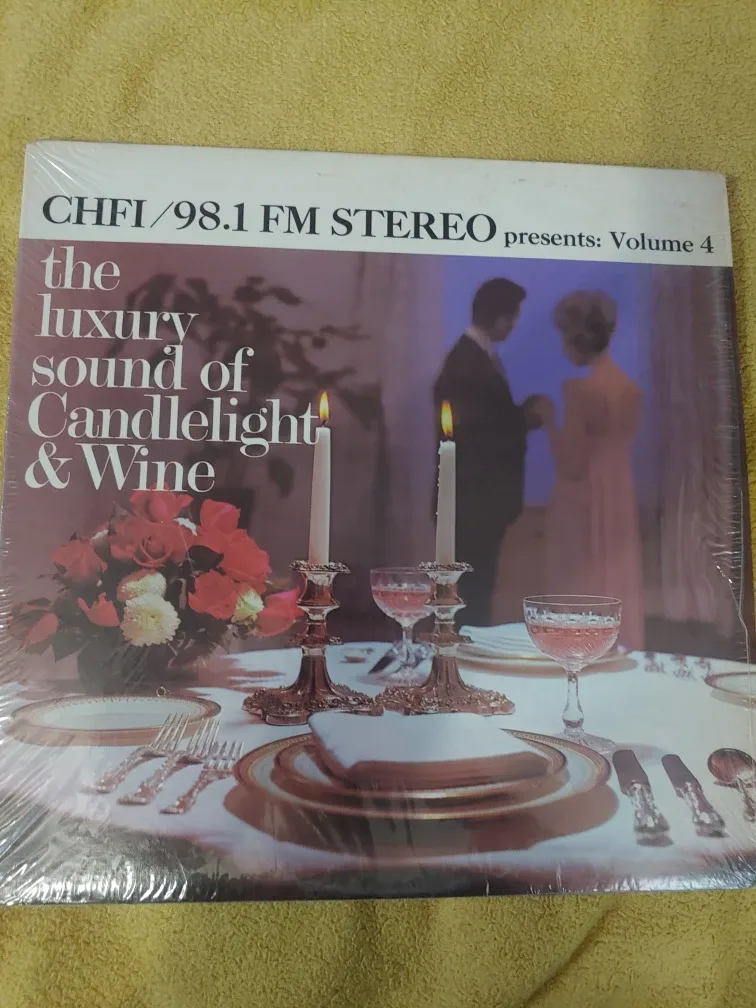 CHFI/98.1 FM STEREO presents: Volume 4
the
luxury
sound of
Candlelight
& Wine